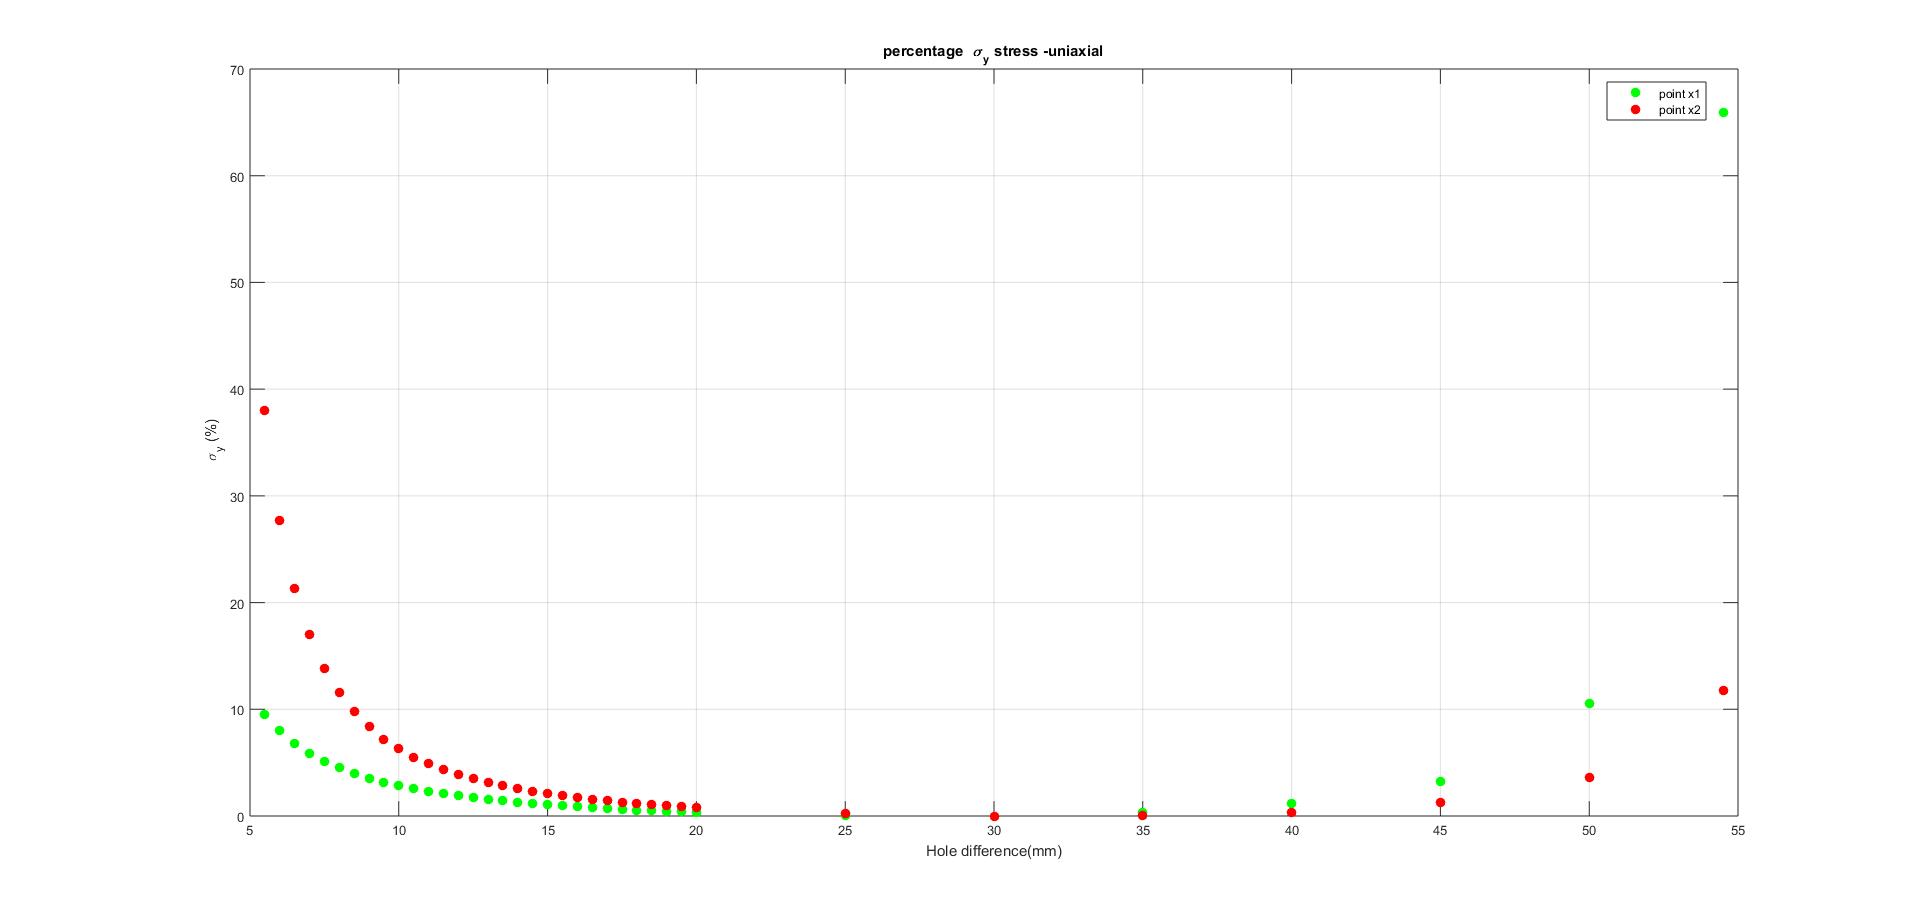 percentage σy stress -uniaxial
70
60
50
40
30
20
10
0
σy (%)
point x1
point x2
5 10 15 20 25 30 35 40 45 50 55
Hole difference(mm)